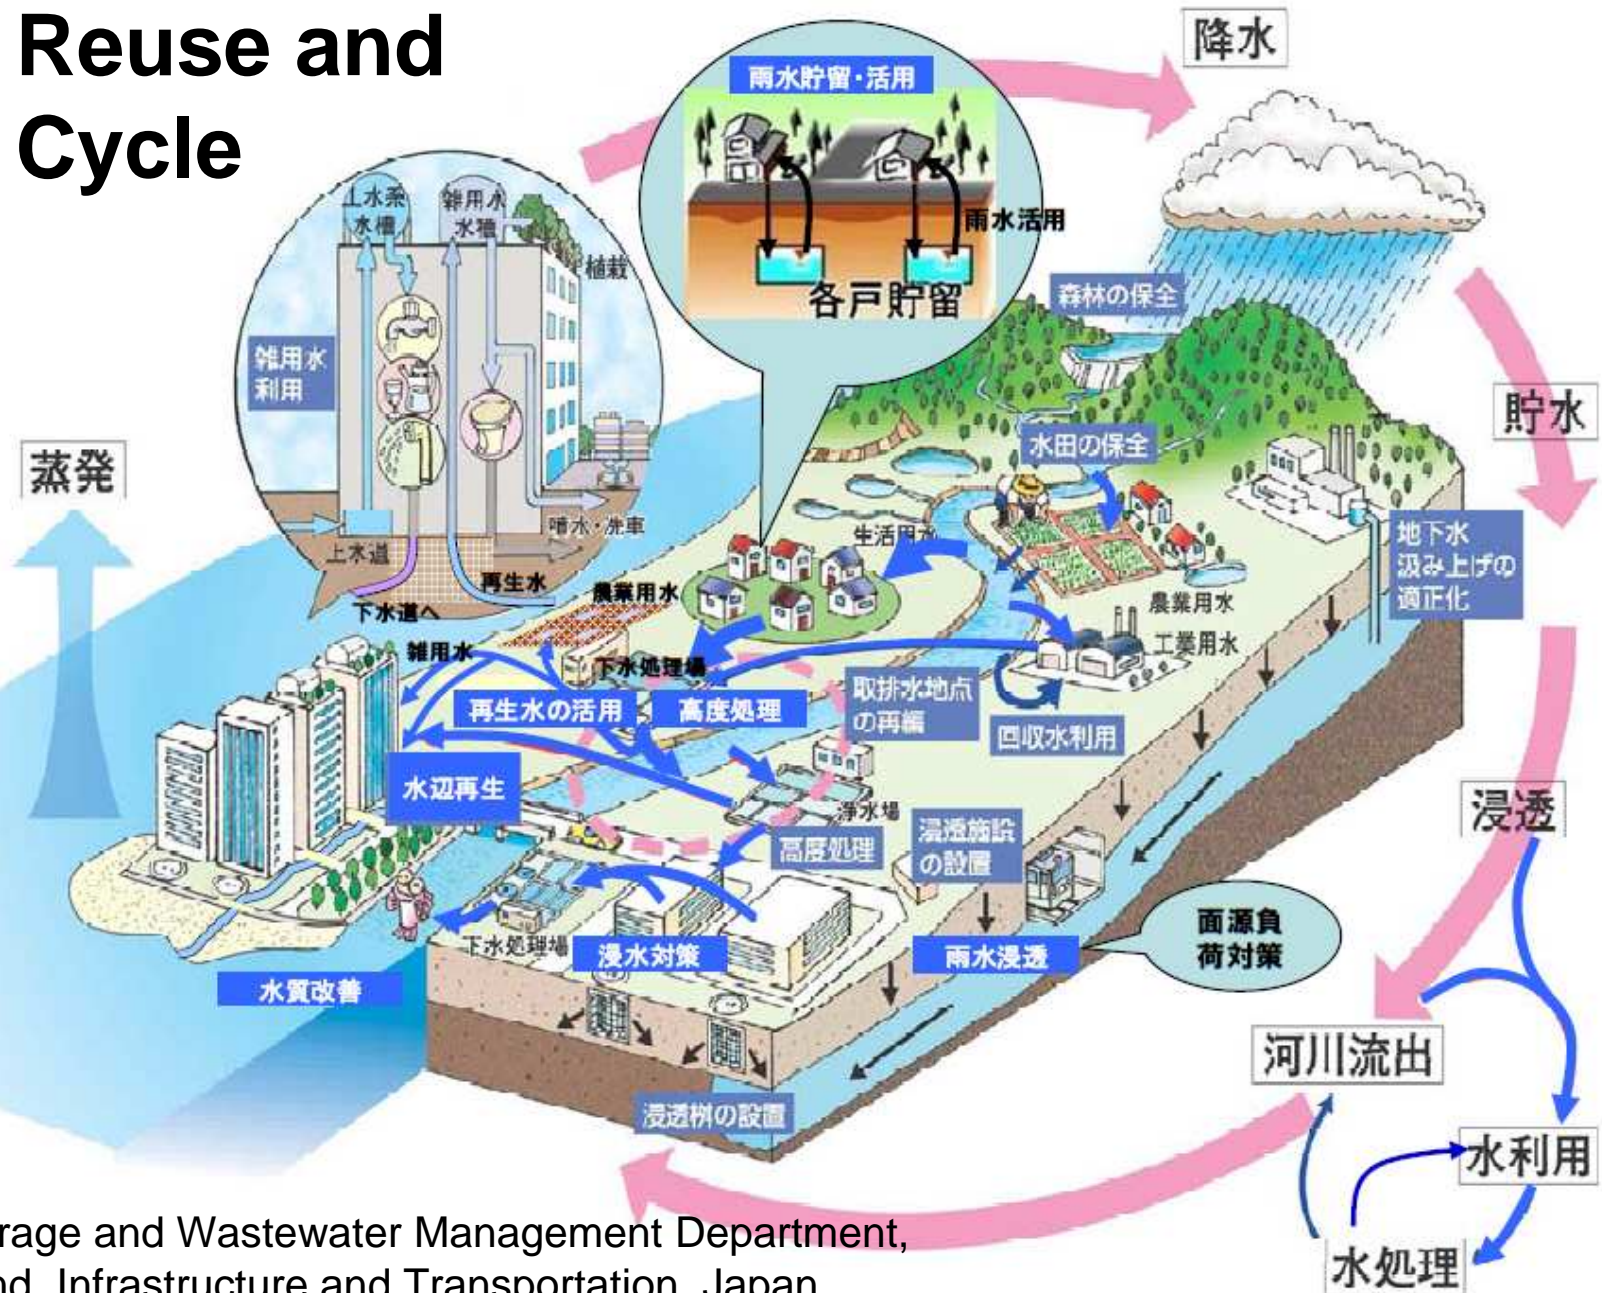 Reuse and
Cycle
降水
雨水貯留・活用
雨水活用
各戸貯留
上水系
水槽
雑用水
水槽
植栽
雑用水
利用
噴水・洗車
上水道
再生水
下水道へ
森林の保全
貯水
蒸発
水田の保全
生活用水
地下水
汲み上げの
適正化
農業用水
農業用水
工業用水
雑用水
下水処理場
再生水の活用
高度処理
取排水地点
の再編
回収水利用
水辺再生
浄水場
高度処理
浸透施設
の設置
浸透
面源負
荷対策
下水処理場
浸水対策
雨水浸透
水質改善
河川流出
浸透桝の設置
水利用
水処理
rage and Wastewater Management Department,
nd, Infrastructure and Transportation, Japan